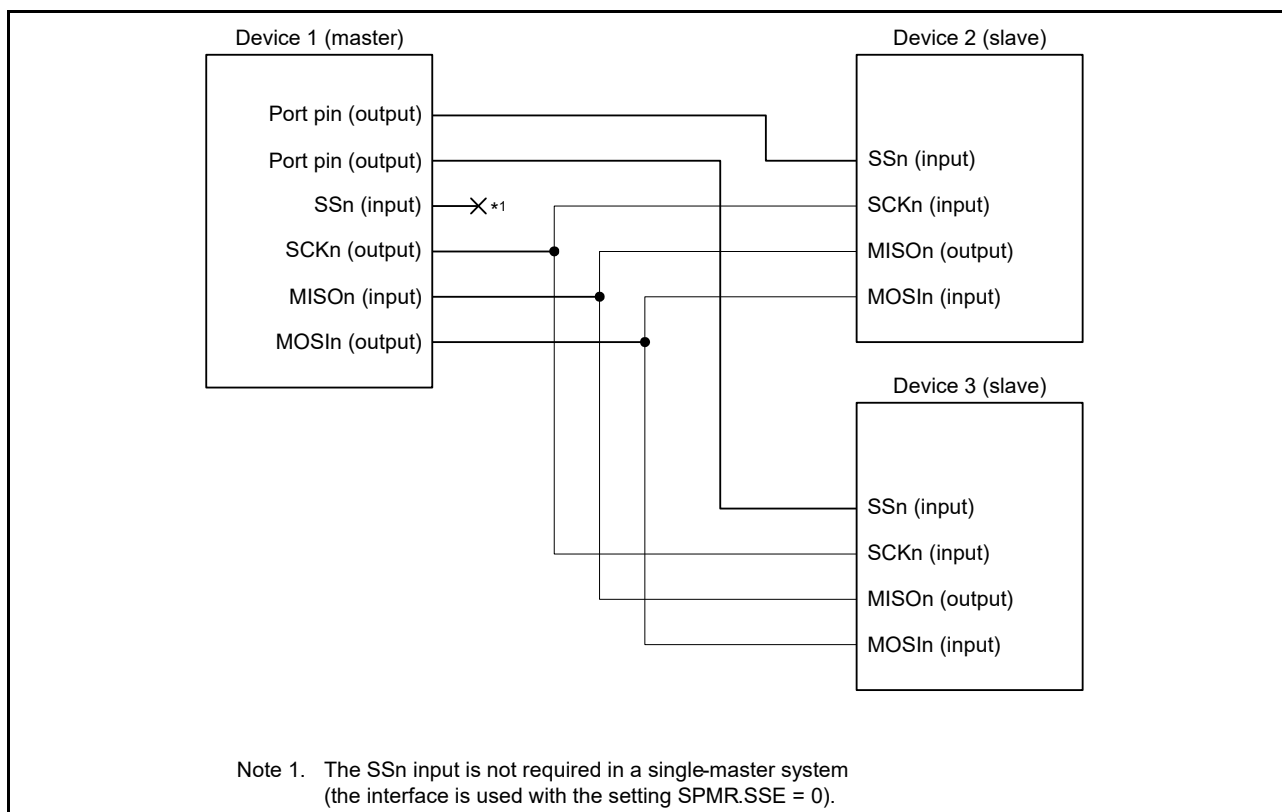 Device 1 (master)
Port pin (output)
Port pin (output)
SSn (input)
*1
SCKn (output)
MISOn (input)
MOSIn (output)
Device 2 (slave)
SSn (input)
SCKn (input)
MISOn (output)
MOSIn (input)
Device 3 (slave)
SSn (input)
SCKn (input)
MISOn (output)
MOSIn (input)
Note 1. The SSn input is not required in a single-master system
(the interface is used with the setting SPMR.SSE = 0).